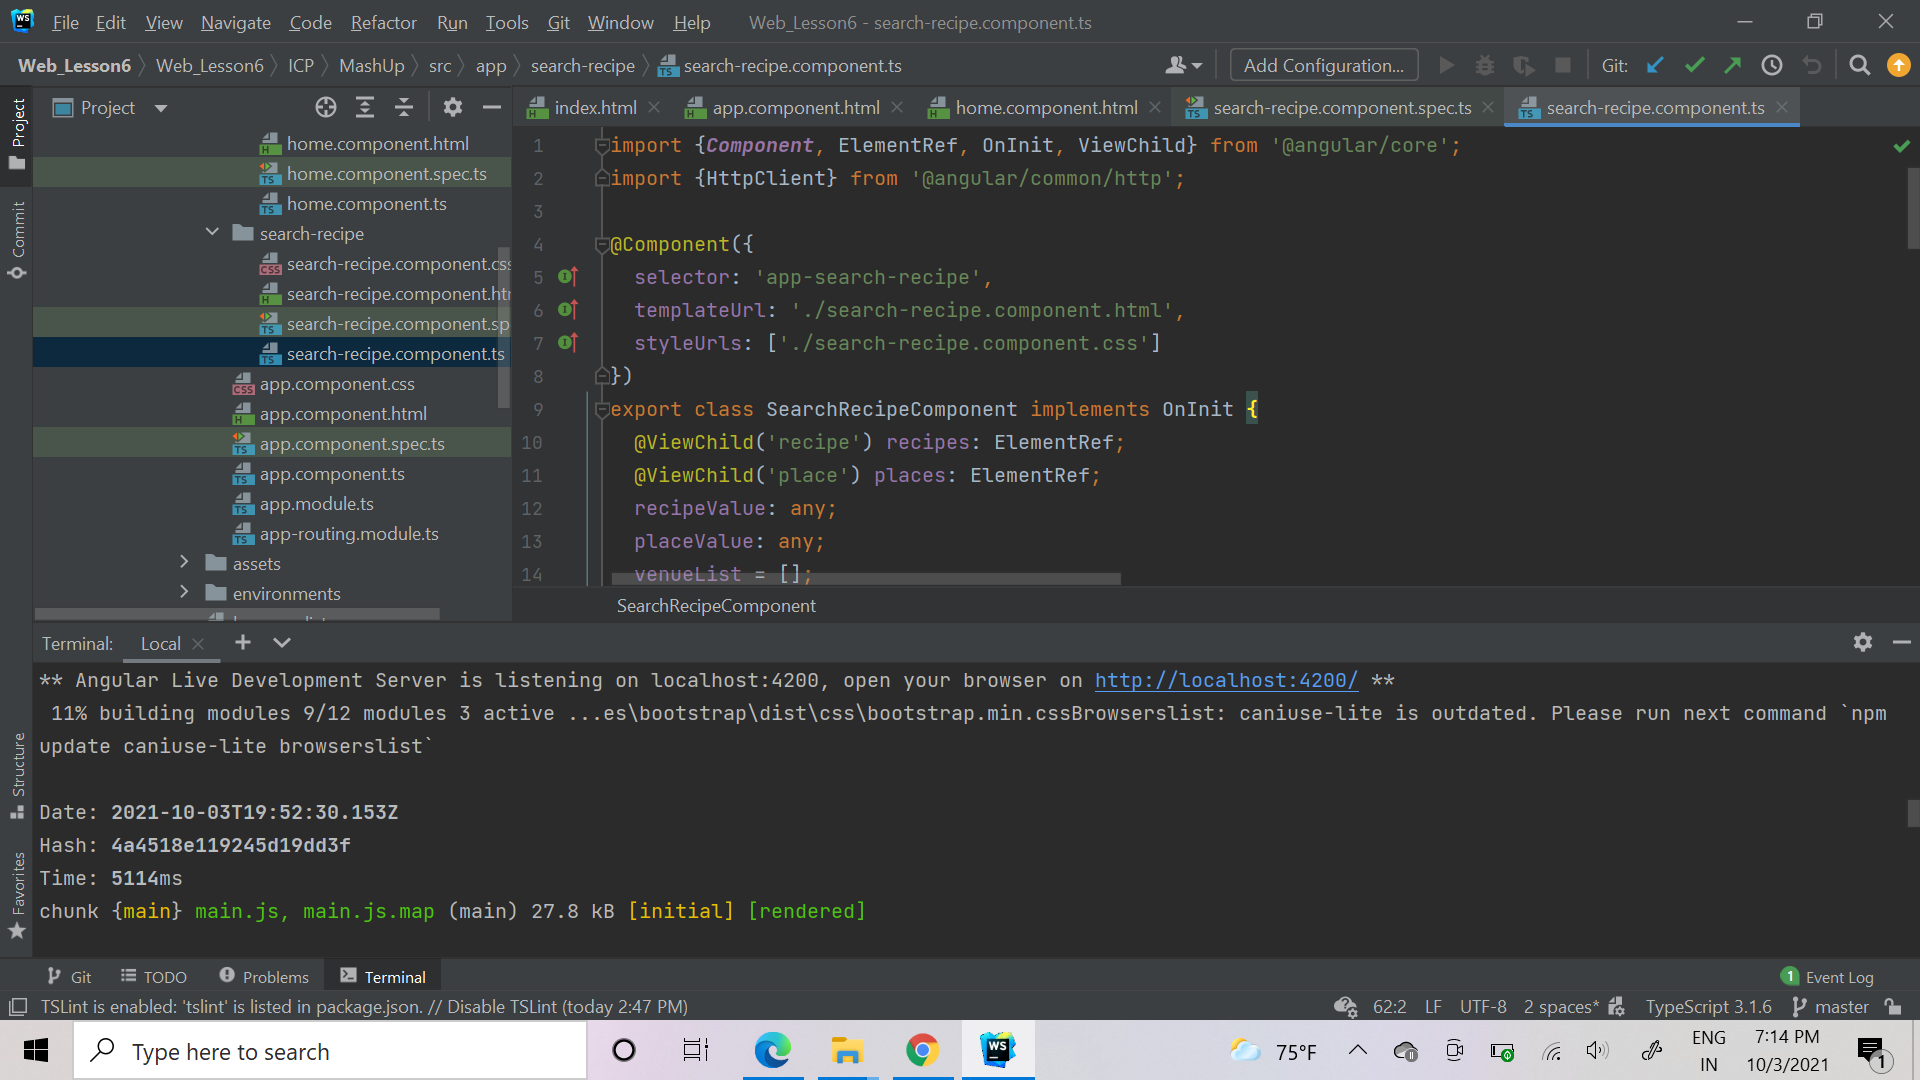 WS File Edit View Navigate Code Refactor Run Tools Git Window Help Web_Lesson6 - search-recipe.component.ts
Web_Lesson6 Web_Lesson6 ICP MashUp src app search-recipe search-recipe.component.ts Add Configuration... Git:
Project
index.html app.component.html home.component.html search-recipe.component.spec.ts search-recipe.component.ts
Project
Commit
Structure
Favorites
home.component.html
home.component.spec.ts
home.component.ts
search-recipe
search-recipe.component.css
search-recipe.component.htm
search-recipe.component.sp
search-recipe.component.ts
app.component.css
app.component.html
app.component.spec.ts
app.component.ts
app.module.ts
app-routing.module.ts
assets
environments
1 import {Component, ElementRef, OnInit, ViewChild} from '@angular/core';
2 import {HttpClient} from '@angular/common/http';
3
4 @Component({
5 selector: 'app-search-recipe',
6 templateUrl: './search-recipe.component.html',
7 styleUrls: ['./search-recipe.component.css']
8 })
9 export class SearchRecipeComponent implements OnInit {
10 @ViewChild('recipe') recipes: ElementRef;
11 @ViewChild('place') places: ElementRef;
12 recipeValue: any;
13 placeValue: any;
14 venueList = [];
SearchRecipeComponent
Terminal: Local
** Angular Live Development Server is listening on localhost:4200, open your browser on http://localhost:4200/ **
11% building modules 9/12 modules 3 active ...es\bootstrap\dist\css\bootstrap.min.cssBrowserslist: caniuse-lite is outdated. Please run next command `npm
update caniuse-lite browserslist`
Date: 2021-10-03T19:52:30.153Z
Hash: 4a4518e119245d19dd3f
Time: 5114ms
chunk {main} main.js, main.js.map (main) 27.8 kB [initial] [rendered]
Git TODO Problems Terminal 1 Event Log
TSLint is enabled: 'tslint' is listed in package.json. // Disable TSLint (today 2:47 PM) 62:2 LF UTF-8 2 spaces* TypeScript 3.1.6 master
Type here to search WS 75°F ENG 7:14 PM
IN 10/3/2021 1